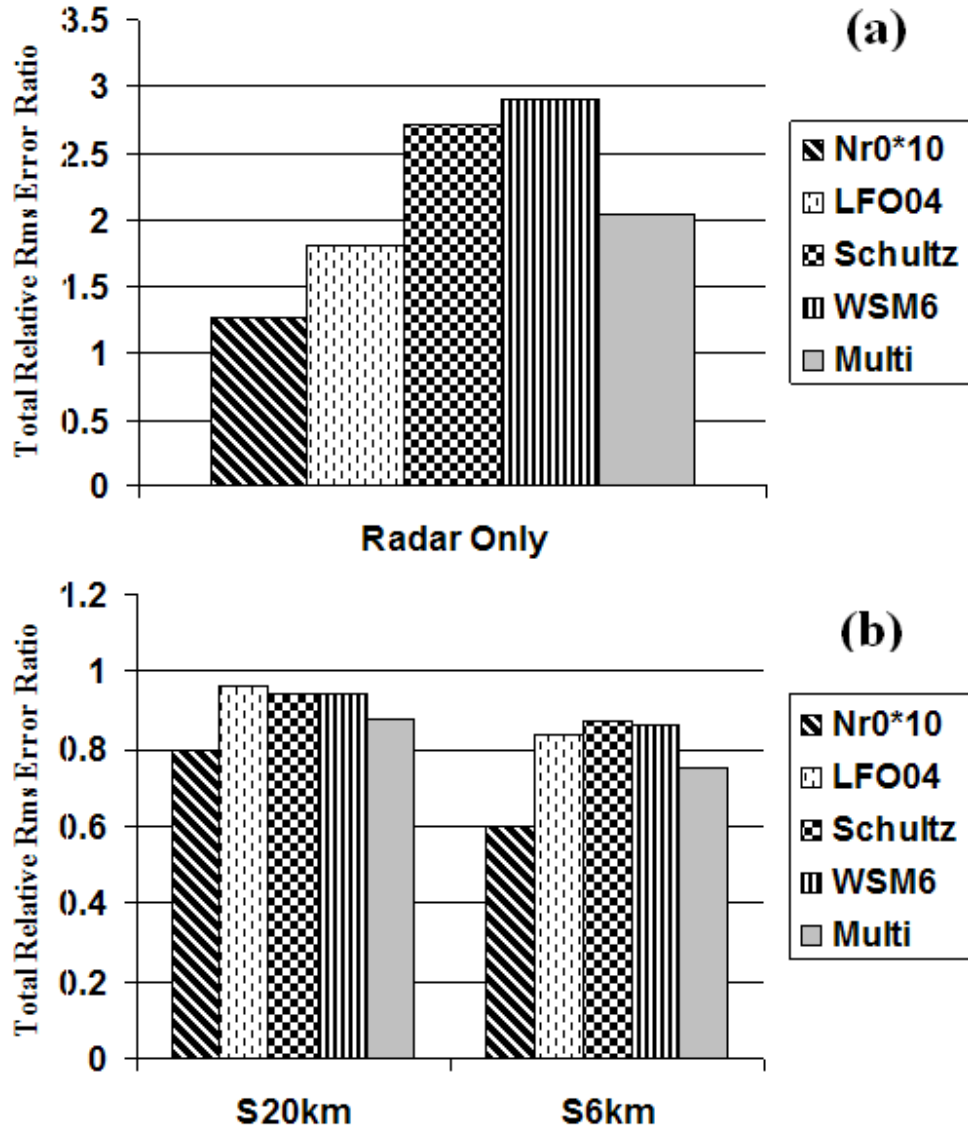 (a)
Total Relative Rms Error Ratio
3.5
3
2.5
2
1.5
1
0.5
0
Radar Only
Nr0*10
LFO04
Schultz
WSM6
Multi
(b)
Total Relative Rms Error Ratio
1.2
1
0.8
0.6
0.4
0.2
0
S20km
S6km
Nr0*10
LFO04
Schultz
WSM6
Multi